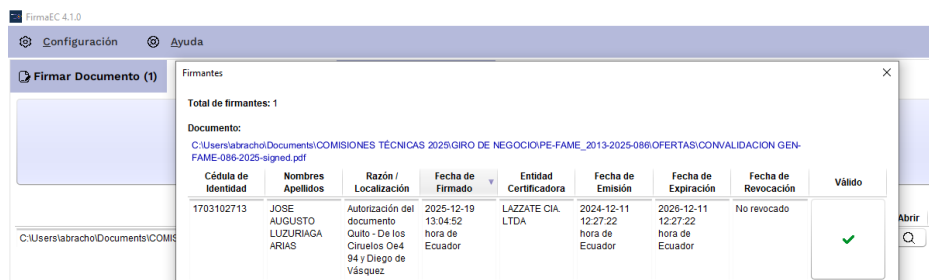 FirmaEC 4.1.0
Configuración Ayuda
Firmar Documento (1)
Firmantes
Total de firmantes: 1
Documento:
C:\Users\abracho\Documents\COMISIONES TÉCNICAS 2025\GIRO DE NEGOCIO\PE-FAME_2013-2025-086\OFERTAS\CONVALIDACION GEN-
FAME-086-2025-signed.pdf
Cédula de Nombres Razón / Fecha de Entidad Fecha de Fecha de Fecha de Válido
Identidad Apellidos Localización Firmado Certificadora Emisión Expiración Revocación
1703102713 JOSE Autorización del 2025-12-19 LAZZATE CIA. 2024-12-11 2026-12-11 No revocado
AUGUSTO documento 13:04:52 LTDA 12:27:22 12:27:22
LUZURIAGA Quito - De los hora de hora de hora de
ARIAS Ciruelos Oe4 Ecuador Ecuador Ecuador
94 y Diego de
Vásquez
Abrir
C:\Users\abracho\Documents\COMIS